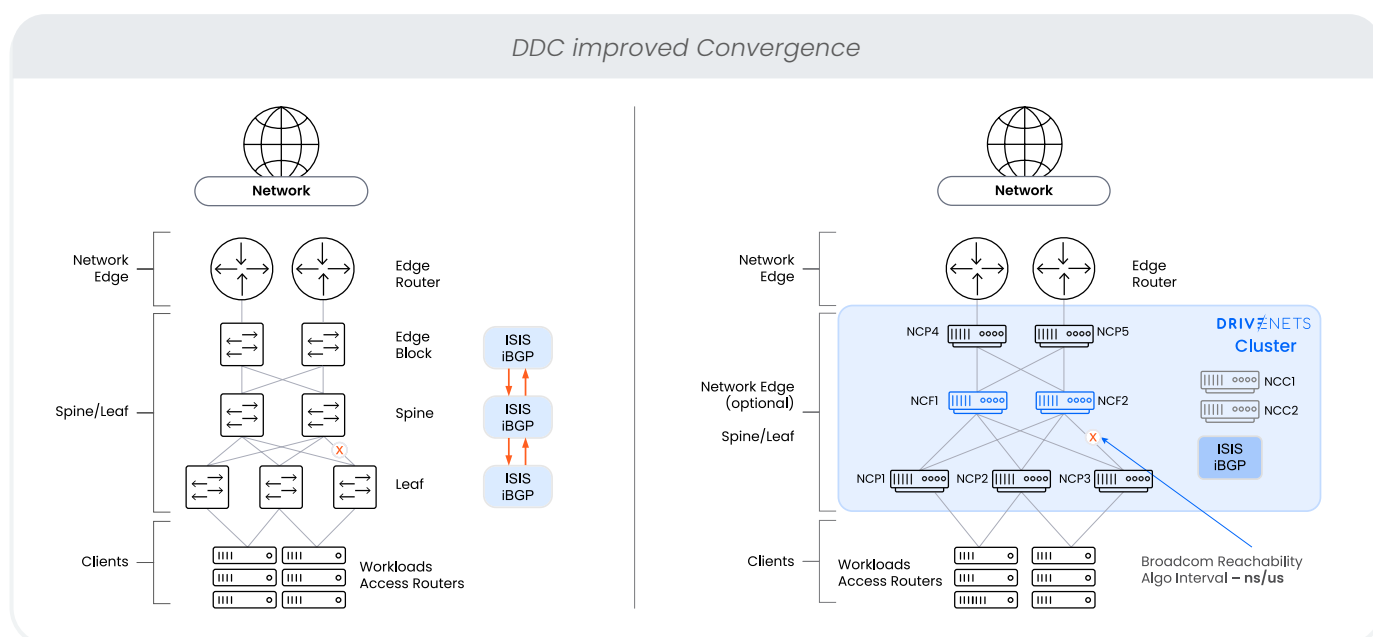 DDC improved Convergence
Network
Network
Edge
Edge
Router
Spine/Leaf
Edge
Block
Spine
X
Leaf
ISIS
iBGP
ISIS
iBGP
ISIS
iBGP
Clients
Workloads
Access Routers
Network
Network
Edge
Edge
Router
Network Edge
(optional)
Spine/Leaf
NCP4
NCP5
DRIVENETS
Cluster
NCC1
NCC2
NCF1
NCF2
X
ISIS
iBGP
NCP1
NCP2
NCP3
Clients
Workloads
Access Routers
Broadcom Reachability
Algo Interval – ns/us